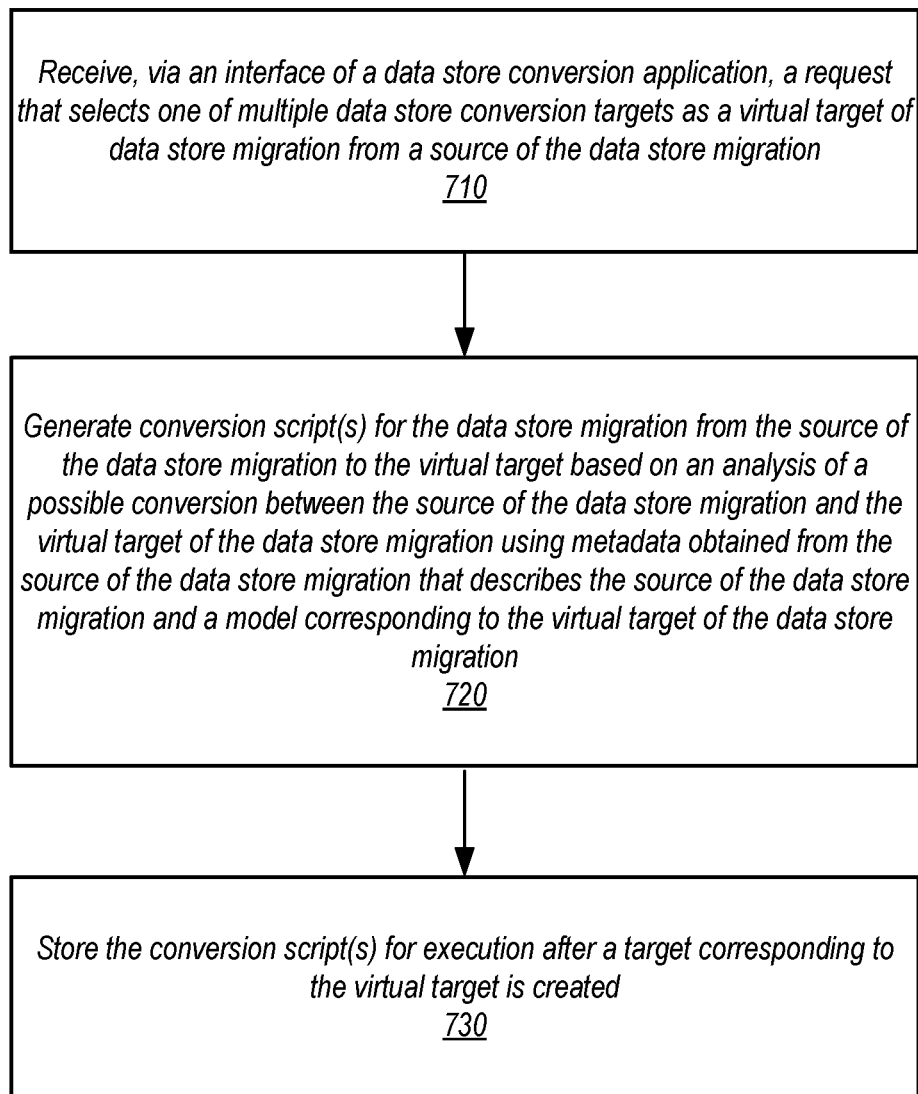 Receive, via an interface of a data store conversion application, a request
that selects one of multiple data store conversion targets as a virtual target of
data store migration from a source of the data store migration
710
Generate conversion script(s) for the data store migration from the source of
the data store migration to the virtual target based on an analysis of a
possible conversion between the source of the data store migration and the
virtual target of the data store migration using metadata obtained from the
source of the data store migration that describes the source of the data store
migration and a model corresponding to the virtual target of the data store
migration
720
Store the conversion script(s) for execution after a target corresponding to
the virtual target is created
730